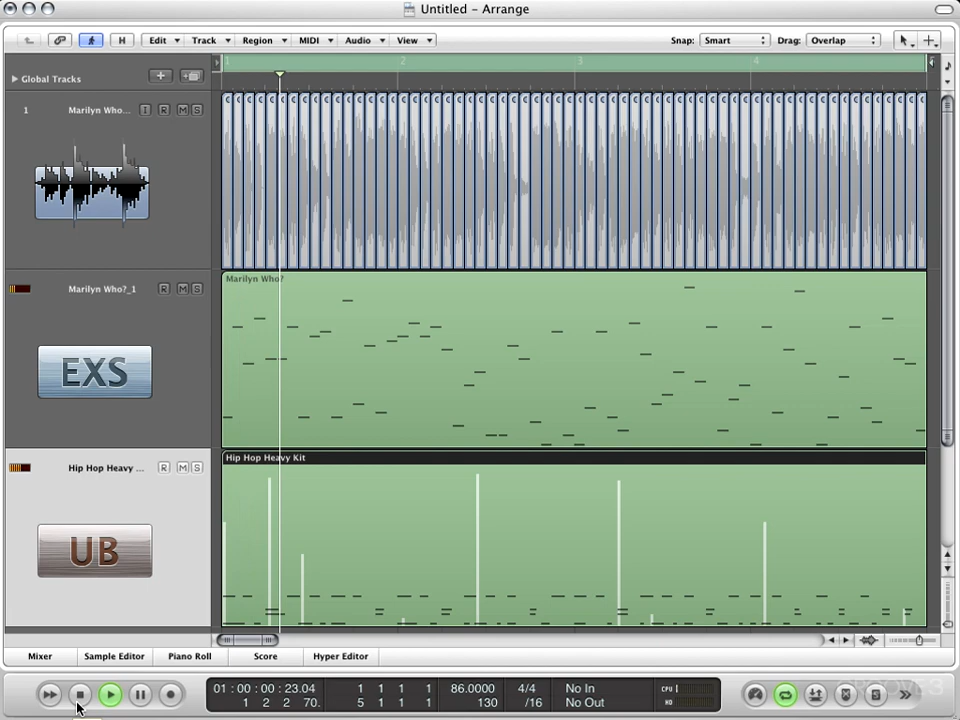 Untitled - Arrange
H Edit Track Region MIDI Audio View Snap: Smart Drag: Overlap
Global Tracks
1 2 3 4
1 Marilyn Who... I R M S
Marilyn Who?_1 R M S
EXS
Marilyn Who?
Hip Hop Heavy ... R M S
UB
Hip Hop Heavy Kit
Mixer Sample Editor Piano Roll Score Hyper Editor
01 : 00 : 00 : 23.04 1 1 1 1 86.0000 4/4 No In CPU
1 2 2 70. 5 1 1 1 130 /16 No Out HD
GROOVE3